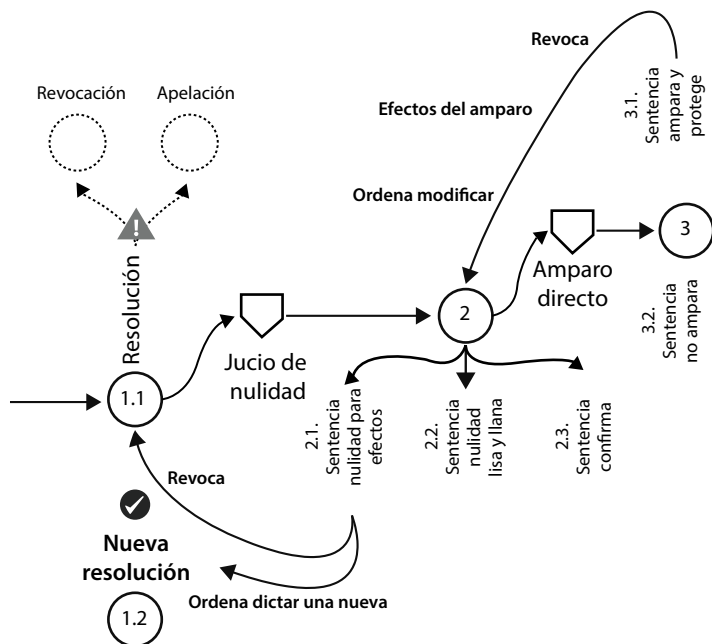 Revoca
Revocación
Apelación
3.1.
Sentencia
ampara y
protege
Efectos del amparo
!
Ordena modificar
Resolución
3
Amparo
directo
2
Jucio de
nulidad
3.2.
Sentencia
no ampara
1.1
2.1.
Sentencia
nulidad para
efectos
2.2.
Sentencia
nulidad
lisa y llana
2.3.
Sentencia
confirma
Revoca
Nueva
resolución
Ordena dictar una nueva
1.2